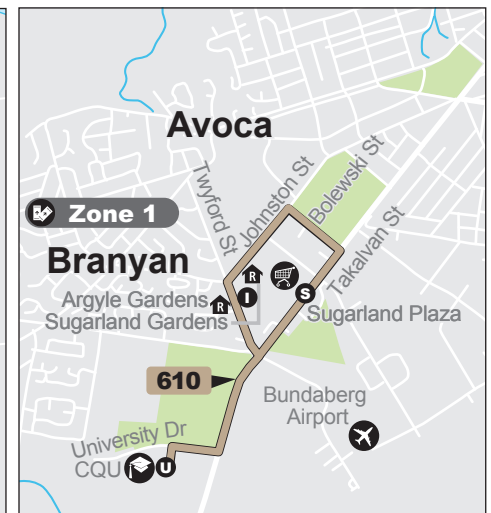 Avoca
Twyford St
Johnston St
Bolewski St
Takalvan St
Zone 1
Branyan
Argyle Gardens
R
R
I
S
Sugarland Gardens
Sugarland Plaza
610
Bundaberg
Airport
University Dr
CQU
U